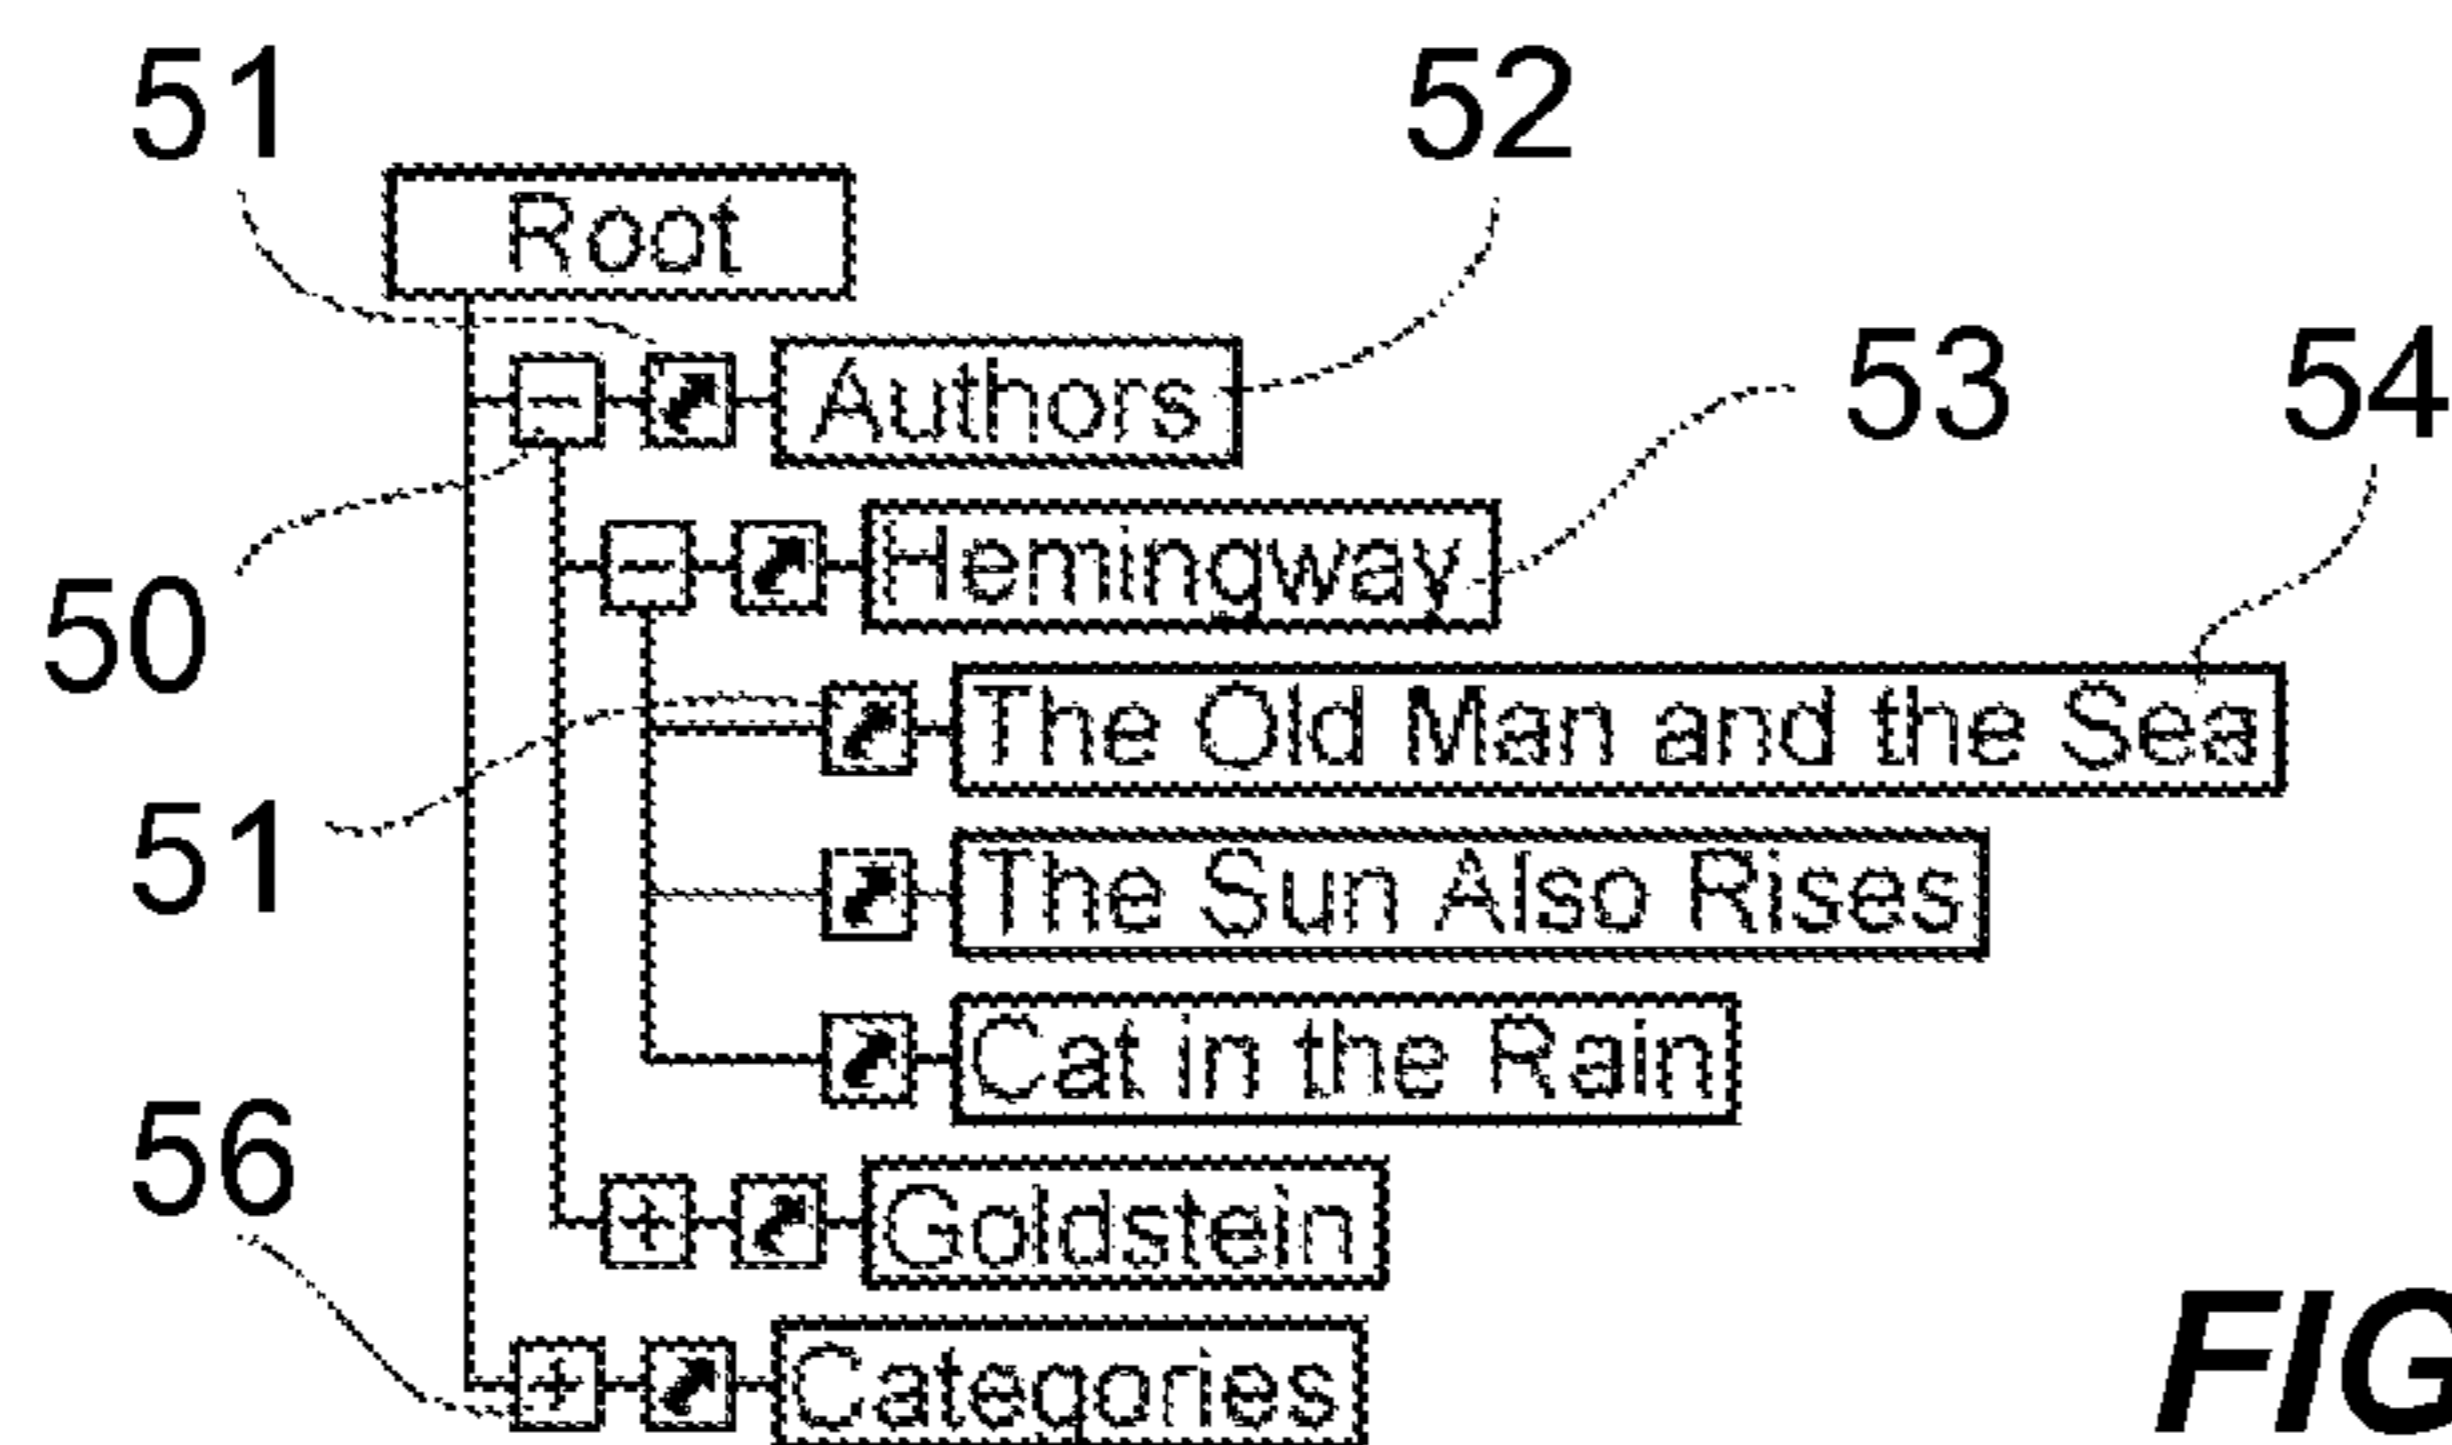 51
52
Root
53
54
Authors
50
Hemingway
The Old Man and the Sea
51
The Sun Also Rises
Cat in the Rain
56
Goldstein
FIG
Categories